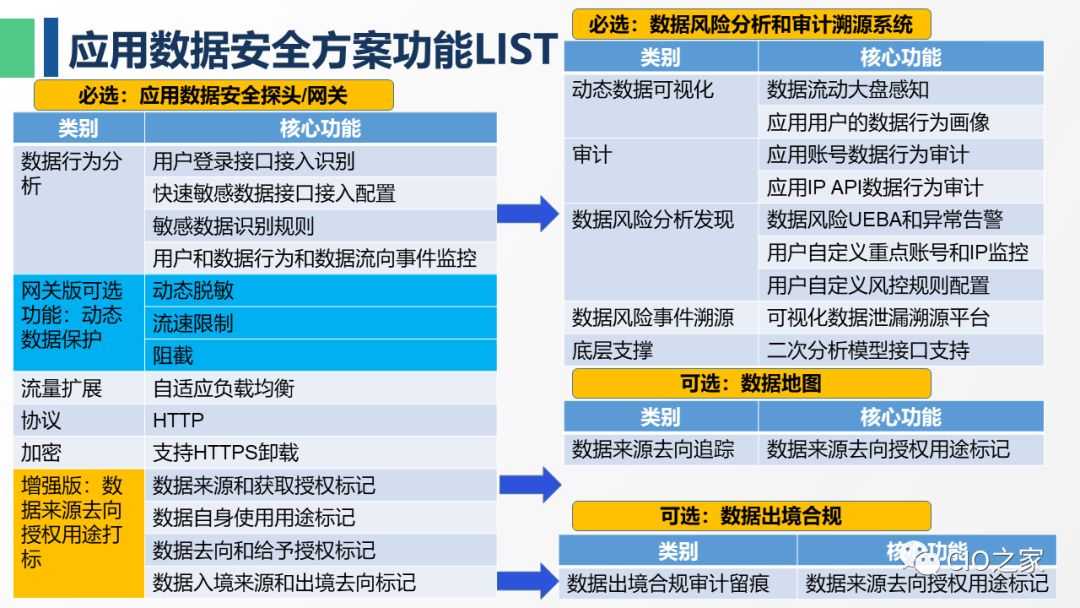 应用数据安全方案功能LIST
必选：应用数据安全探头/网关
类别 核心功能
数据行为分
析
用户登录接口接入识别
快速敏感数据接口接入配置
敏感数据识别规则
用户和数据行为和数据流向事件监控
网关版可选
功能：动态
数据保护
动态脱敏
流速限制
阻截
流量扩展 自适应负载均衡
协议 HTTP
加密 支持HTTPS卸载
增强版：数
据来源去向
授权用途打
标
数据来源和获取授权标记
数据自身使用用途标记
数据去向和给予授权标记
数据入境来源和出境去向标记
必选：数据风险分析和审计溯源系统
类别 核心功能
动态数据可视化 数据流动大盘感知
应用用户的数据行为画像
审计 应用账号数据行为审计
应用IP API数据行为审计
数据风险分析发现 数据风险UEBA和异常告警
用户自定义重点账号和IP监控
用户自定义风控规则配置
数据风险事件溯源 可视化数据泄漏溯源平台
底层支撑 二次分析模型接口支持
可选：数据地图
类别 核心功能
数据来源去向追踪 数据来源去向授权用途标记
可选：数据出境合规
类别 核心功能
数据出境合规审计留痕 数据来源去向授权用途标记
CIO之家